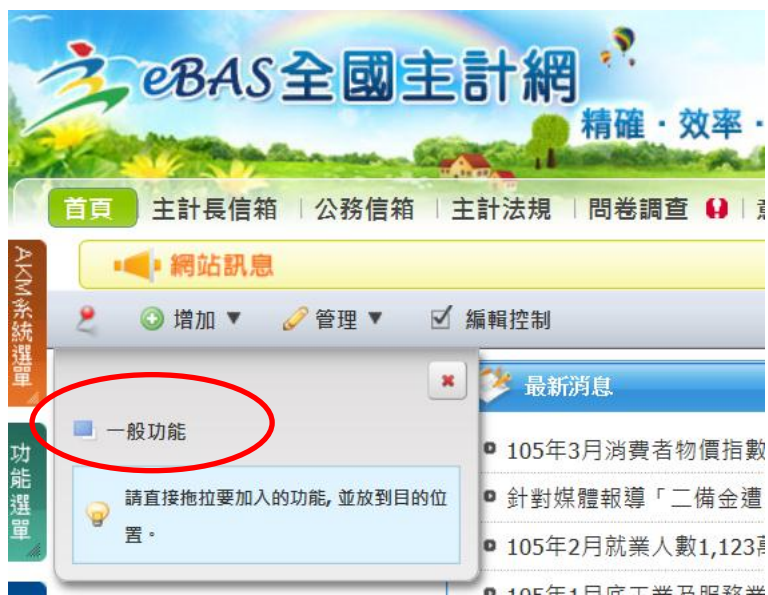 eBAS全國主計網
精確・效率・
首頁 主計長信箱 公務信箱 主計法規 問卷調查
網站訊息
AKM系統選單
增加 管理 編輯控制
最新消息
一般功能
功能選單
105年3月消費者物價指數
請直接拖拉要加入的功能, 並放到目的位
置。
針對媒體報導「二備金遭
105年2月就業人數1,123